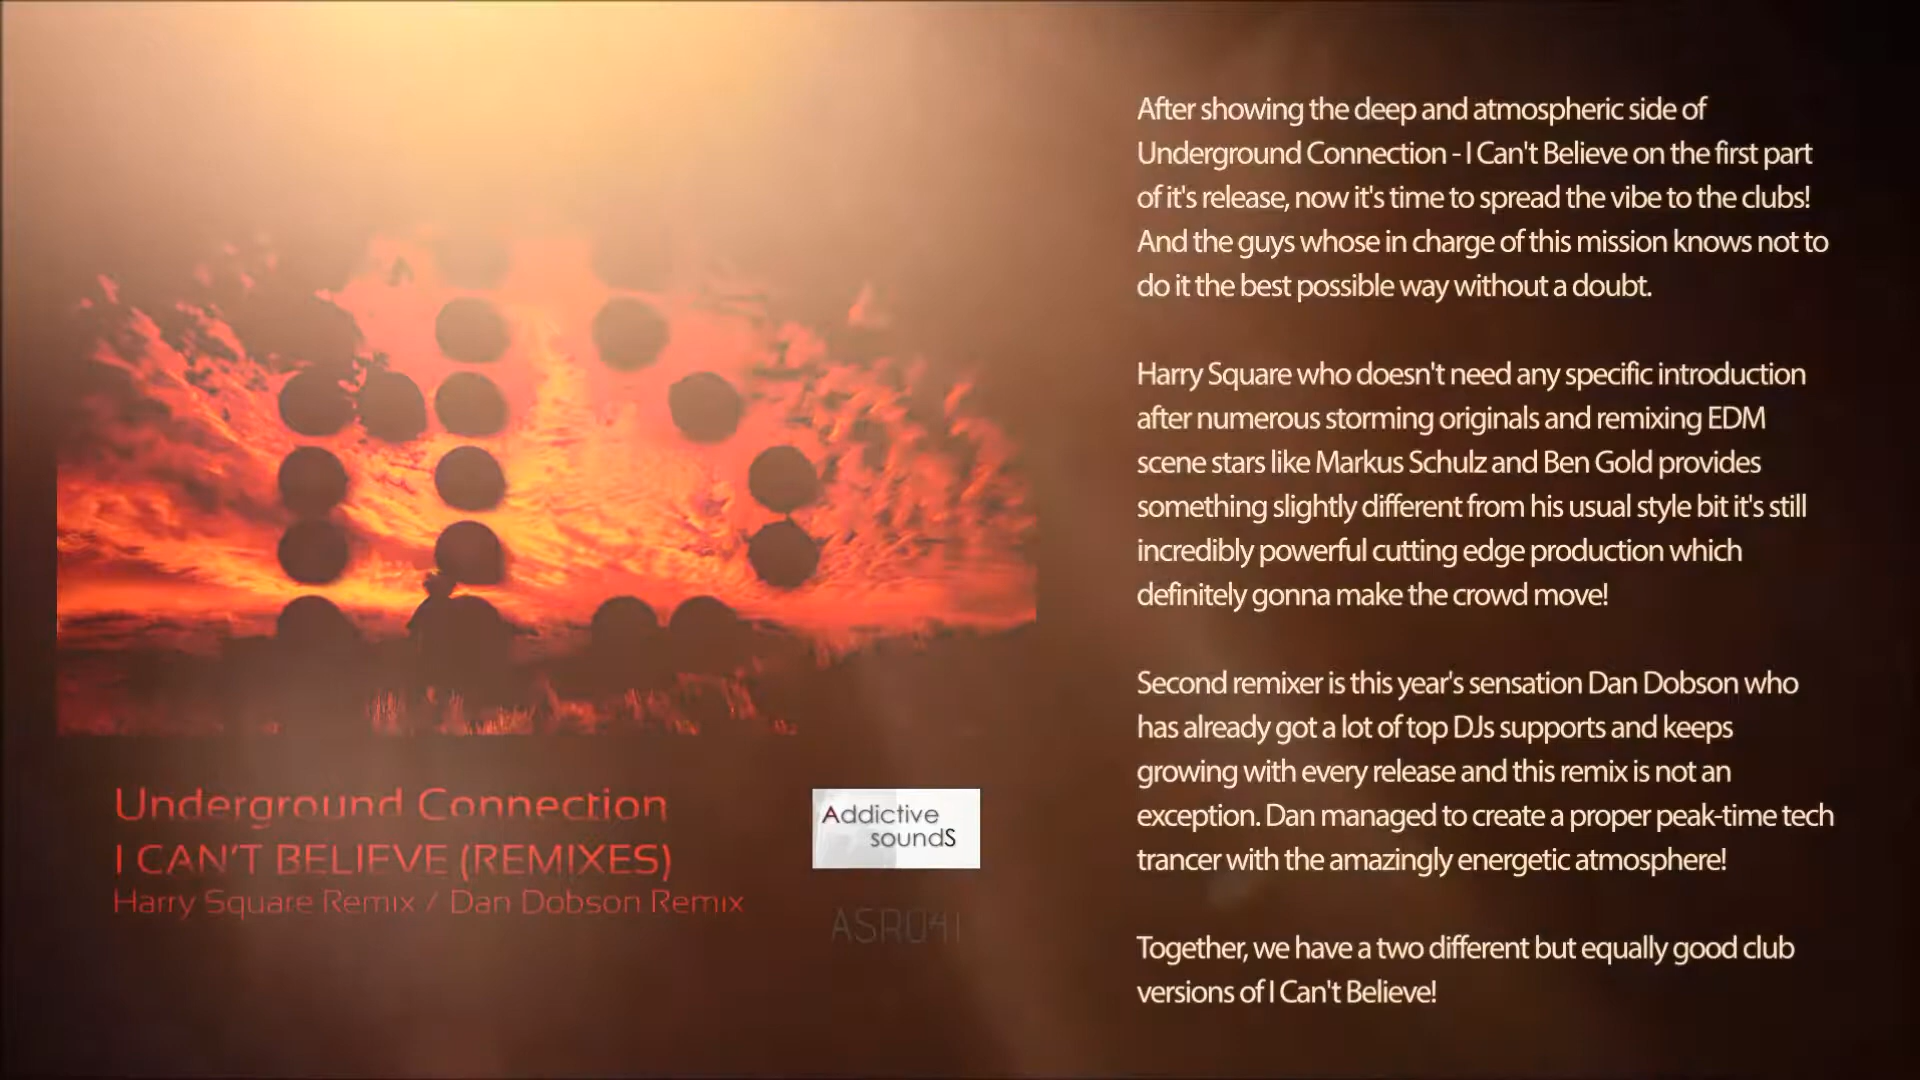 After showing the deep and atmospheric side of
Underground Connection - I Can't Believe on the first part
of it's release, now it's time to spread the vibe to the clubs!
And the guys whose in charge of this mission knows not to
do it the best possible way without a doubt.
Harry Square who doesn't need any specific introduction
after numerous storming originals and remixing EDM
scene stars like Markus Schulz and Ben Gold provides
something slightly different from his usual style bit it's still
incredibly powerful cutting edge production which
definitely gonna make the crowd move!
Second remixer is this year's sensation Dan Dobson who
has already got a lot of top DJs supports and keeps
growing with every release and this remix is not an
exception. Dan managed to create a proper peak-time tech
trancer with the amazingly energetic atmosphere!
Together, we have a two different but equally good club
versions of I Can't Believe!
Underground Connection
I CAN'T BELIEVE (REMIXES)
Harry Square Remix / Dan Dobson Remix
Addictive
soundS
ASR041